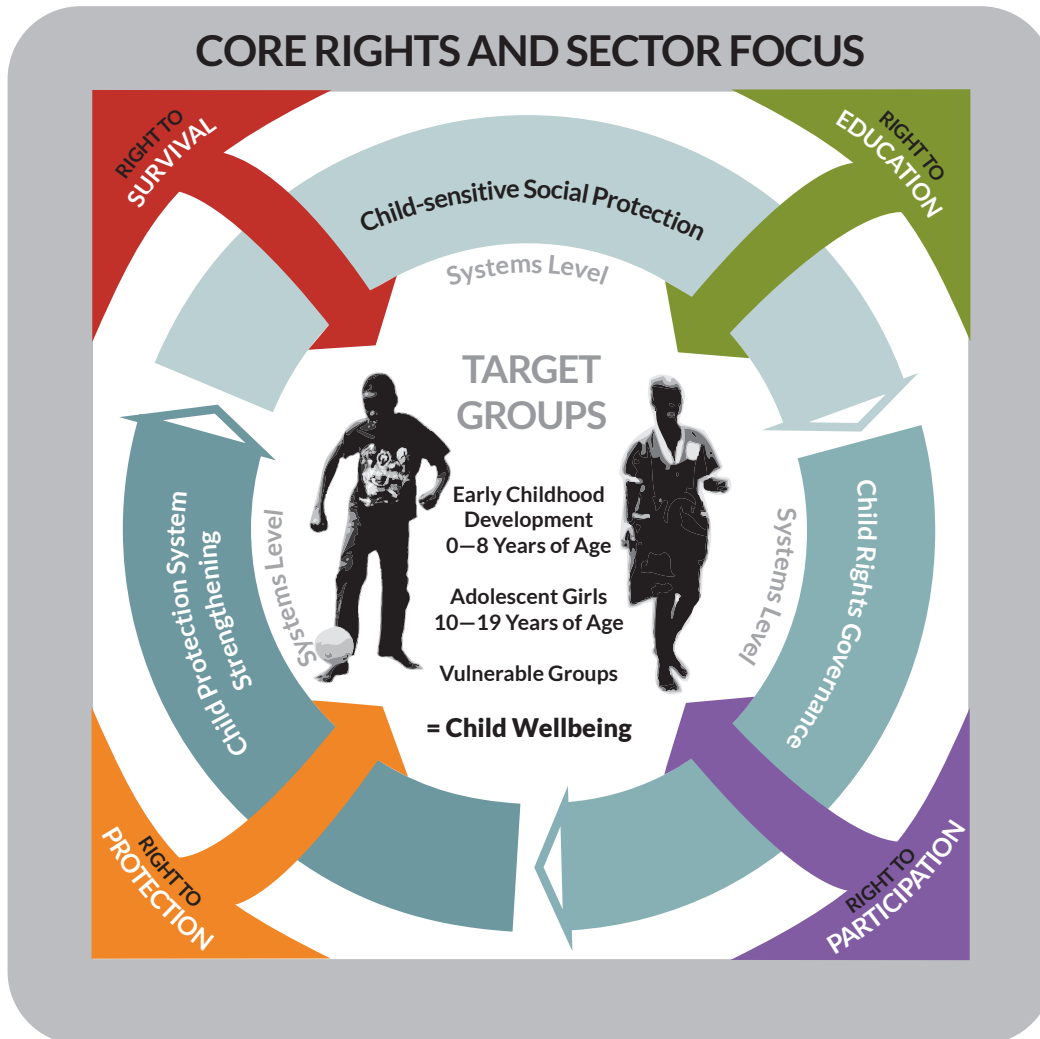 CORE RIGHTS AND SECTOR FOCUS
RIGHT TO
SURVIVAL
RIGHT TO
EDUCATION
Child-sensitive Social Protection
Systems Level
TARGET
GROUPS
Early Childhood
Development
0—8 Years of Age
Adolescent Girls
10—19 Years of Age
Vulnerable Groups
= Child Wellbeing
Child Protection System
Strengthening
Systems Level
Systems Level
Child Rights Governance
RIGHT TO
PROTECTION
RIGHT TO
PARTICIPATION